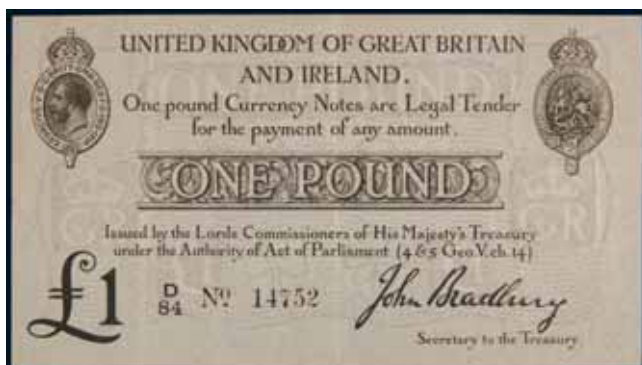 UNITED KINGDOM OF GREAT BRITAIN
AND IRELAND.
One pound Currency Notes are Legal Tender
for the payment of any amount.
ONE POUND
Issued by the Lords Commissioners of His Majesty's Treasury
under the Authority of Act of Parliament (4 & 5 Geo.V.ch.14)
£1
D
84 Nº 14752
John Bradbury
Secretary to the Treasury.